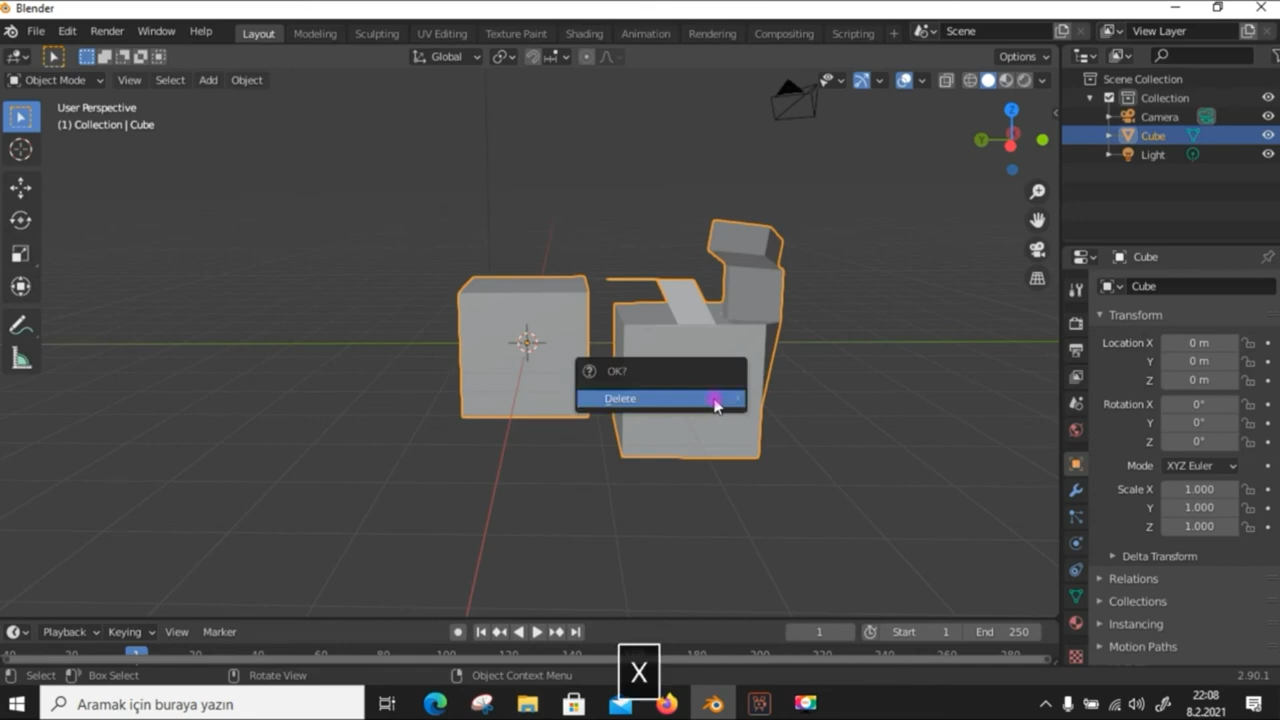 Blender
File Edit Render Window Help
Layout Modeling Sculpting UV Editing Texture Paint Shading Animation Rendering Compositing Scripting +
Scene
View Layer
Global
Options
Object Mode View Select Add Object
User Perspective
(1) Collection | Cube
Z
Y
Scene Collection
Collection
Camera
Cube
Light
OK?
Delete
Cube
Cube
Transform
Location X 0 m
Y 0 m
Z 0 m
Rotation X 0°
Y 0°
Z 0°
Mode XYZ Euler
Scale X 1.000
Y 1.000
Z 1.000
Delta Transform
Relations
Collections
Instancing
Motion Paths
Playback Keying View Marker
1 Start 1 End 250
1
X
Select Box Select Rotate View Object Context Menu 2.90.1
Aramak için buraya yazın
22:08
8.2.2021